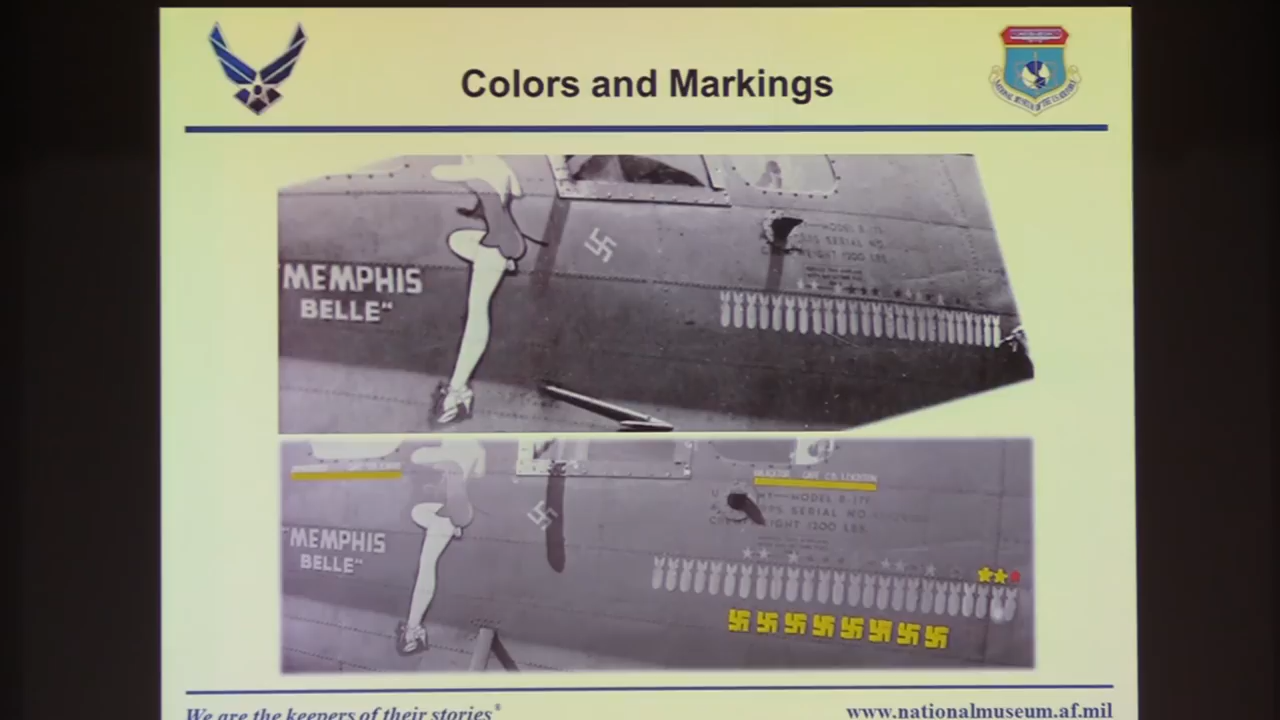 Colors and Markings
MEMPHIS
BELLE"
MODEL B-17F
SERIAL NO.
WEIGHT 1200 LBS.
"MEMPHIS
BELLE"
MY—MODEL B-17F
SERIAL NO.
WEIGHT 1200 LBS.
We are the keepers of their stories®
www.nationalmuseum.af.mil